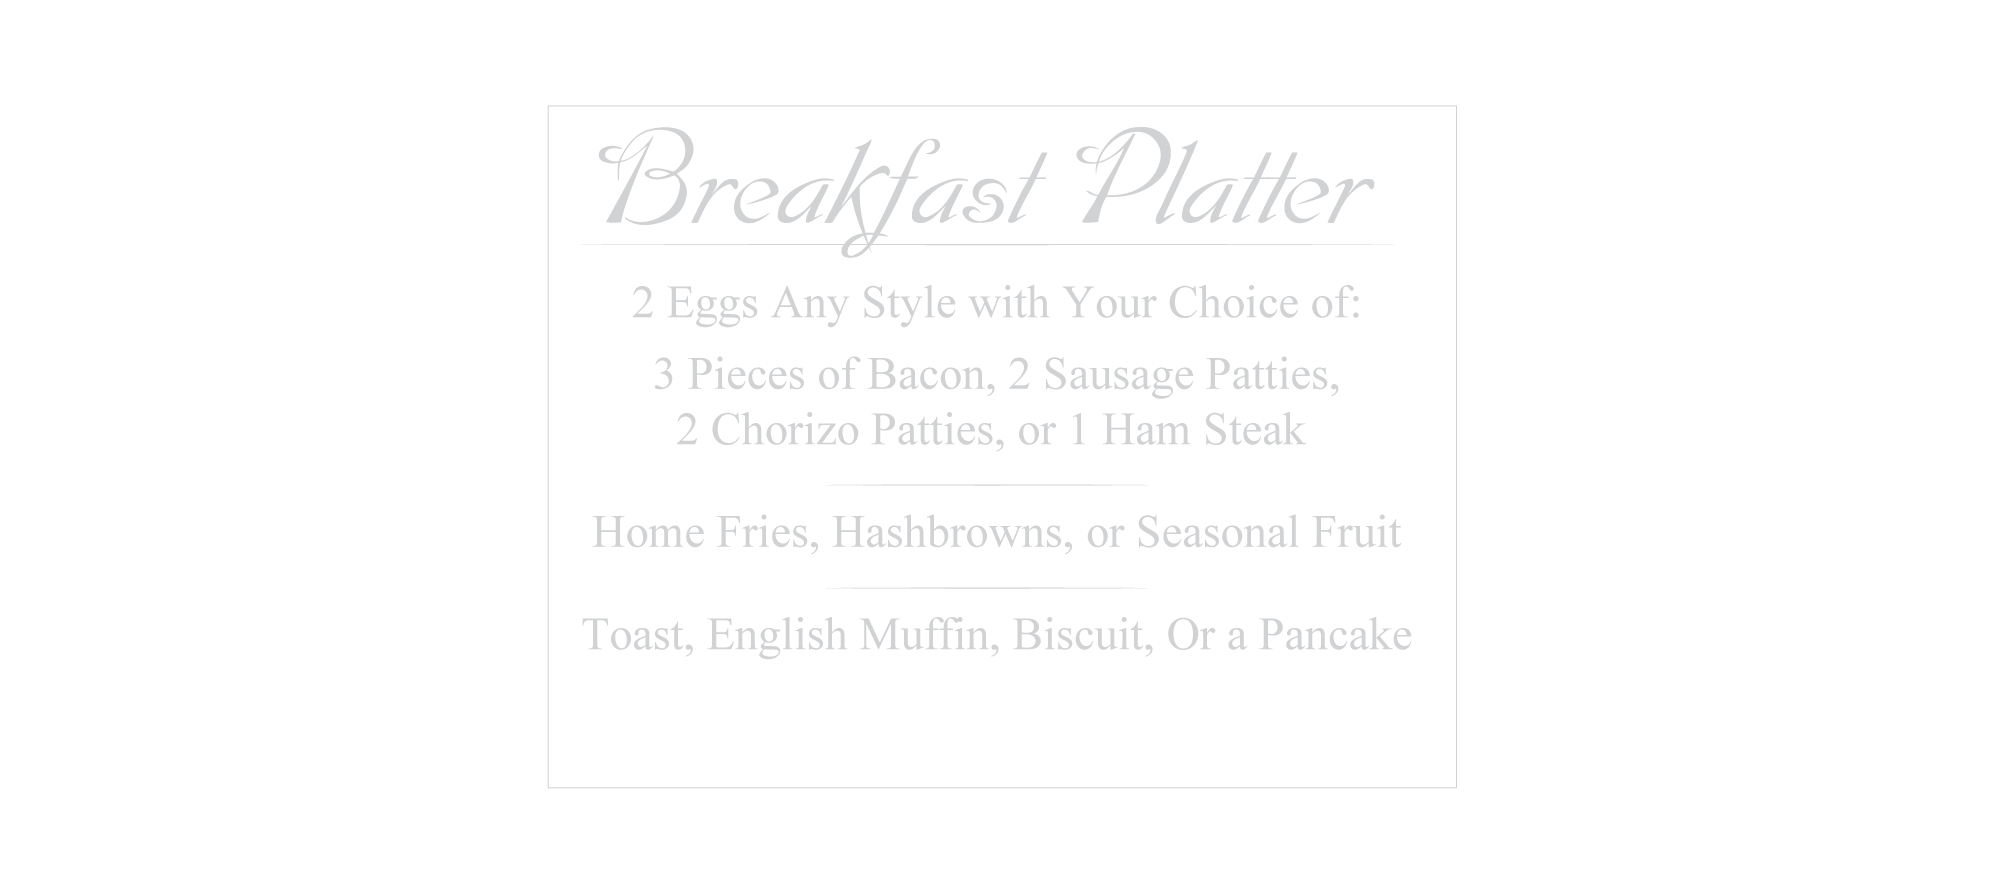 Breakfast Platter
2 Eggs Any Style with Your Choice of:
3 Pieces of Bacon, 2 Sausage Patties,
2 Chorizo Patties, or 1 Ham Steak
Home Fries, Hashbrowns, or Seasonal Fruit
Toast, English Muffin, Biscuit, Or a Pancake